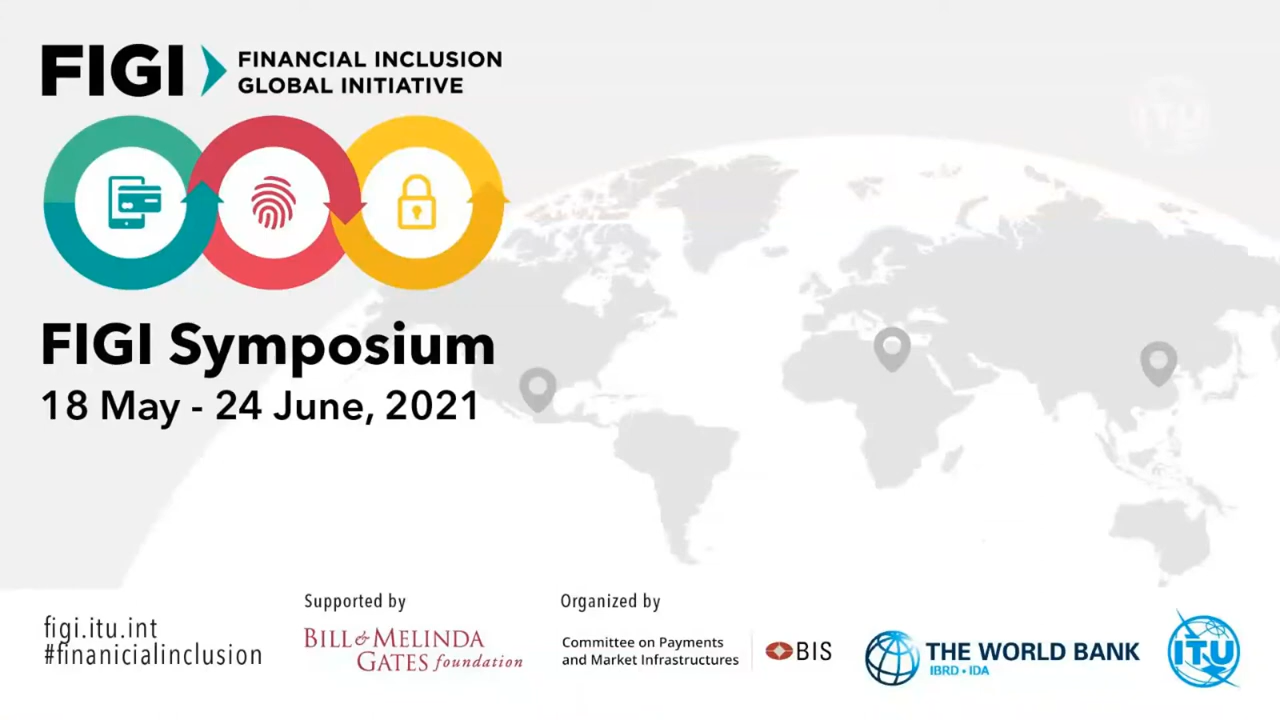 FIGI
FINANCIAL INCLUSION
GLOBAL INITIATIVE
ITU
FIGI Symposium
18 May - 24 June, 2021
figi.itu.int
#finanicialinclusion
Supported by
BILL & MELINDA
GATES foundation
Organized by
Committee on Payments
and Market Infrastructures
BIS
THE WORLD BANK
IBRD • IDA
ITU